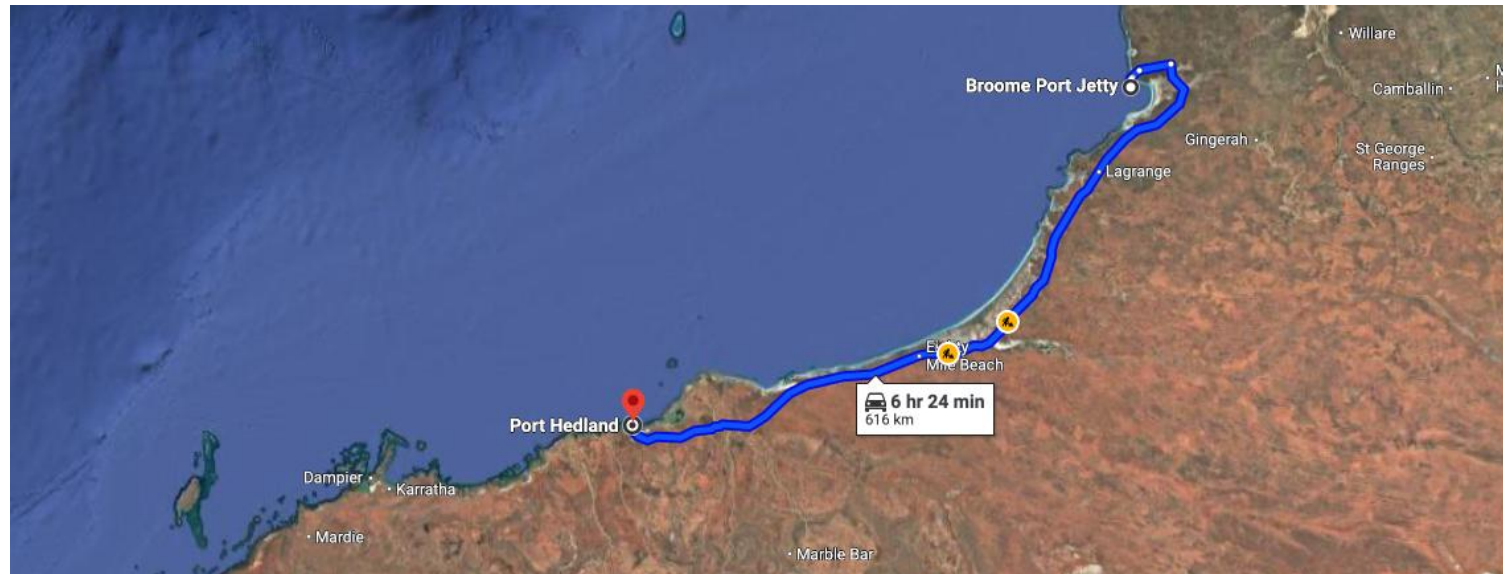 Willare
Broome Port Jetty
Camballin
Gingerah
St George
Ranges
Lagrange
Mile Beach
6 hr 24 min
616 km
Port Hedland
Dampier
Karratha
Mardie
Marble Bar